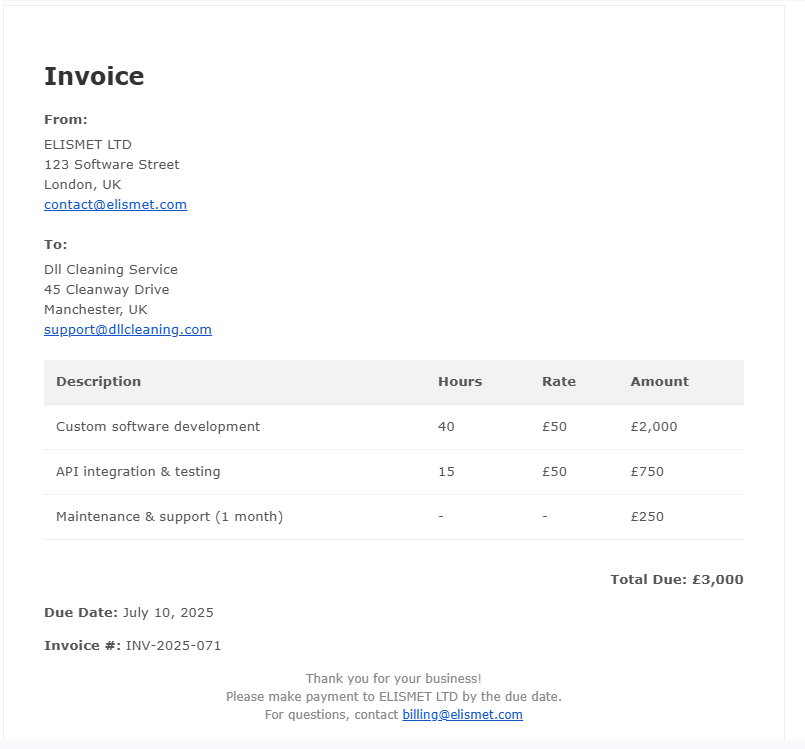 Invoice
From:
ELISMET LTD
123 Software Street
London, UK
contact@elismet.com
To:
Dll Cleaning Service
45 Cleanway Drive
Manchester, UK
support@dllcleaning.com
Description Hours Rate Amount
Custom software development 40 £50 £2,000
API integration & testing 15 £50 £750
Maintenance & support (1 month) - - £250
Total Due: £3,000
Due Date: July 10, 2025
Invoice #: INV-2025-071
Thank you for your business!
Please make payment to ELISMET LTD by the due date.
For questions, contact billing@elismet.com